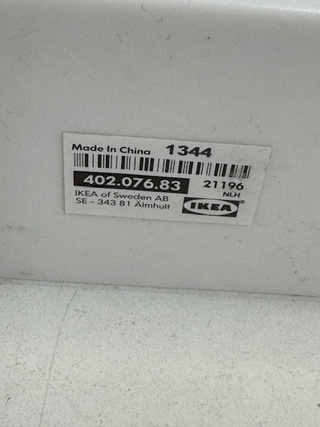 Made In China 1344
402.076.83 21196
NLH
IKEA of Sweden AB
SE - 343 81 Älmhult
IKEA